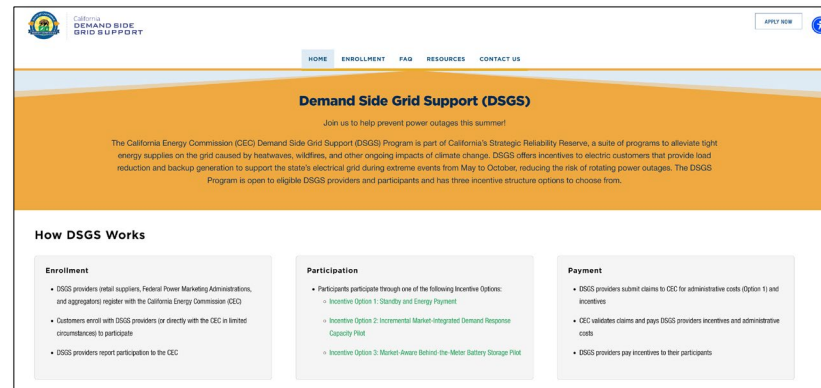 California
DEMAND SIDE
GRID SUPPORT
APPLY NOW
HOME ENROLLMENT FAQ RESOURCES CONTACT US
Demand Side Grid Support (DSGS)
Join us to help prevent power outages this summer!
The California Energy Commission (CEC) Demand Side Grid Support (DSGS) Program is part of California's Strategic Reliability Reserve, a suite of programs to alleviate tight
energy supplies on the grid caused by heatwaves, wildfires, and other ongoing impacts of climate change. DSGS offers incentives to electric customers that provide load
reduction and backup generation to support the state's electrical grid during extreme events from May to October, reducing the risk of rotating power outages. The DSGS
Program is open to eligible DSGS providers and participants and has three incentive structure options to choose from.
How DSGS Works
Enrollment
• DSGS providers (retail suppliers, Federal Power Marketing Administrations,
and aggregators) register with the California Energy Commission (CEC)
• Customers enroll with DSGS providers (or directly with the CEC in limited
circumstances) to participate
• DSGS providers report participation to the CEC
Participation
• Participants participate through one of the following Incentive Options:
○ Incentive Option 1: Standby and Energy Payment
○ Incentive Option 2: Incremental Market-Integrated Demand Response
Capacity Pilot
○ Incentive Option 3: Market-Aware Behind-the-Meter Battery Storage Pilot
Payment
• DSGS providers submit claims to CEC for administrative costs (Option 1) and
incentives
• CEC validates claims and pays DSGS providers incentives and administrative
costs
• DSGS providers pay incentives to their participants